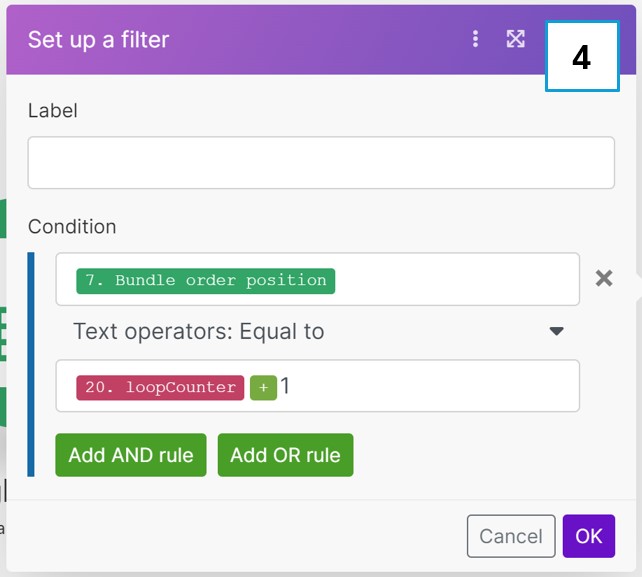 Set up a filter
4
Label
Condition
7. Bundle order position
Text operators: Equal to
20. loopCounter + 1
Add AND rule Add OR rule
Cancel OK